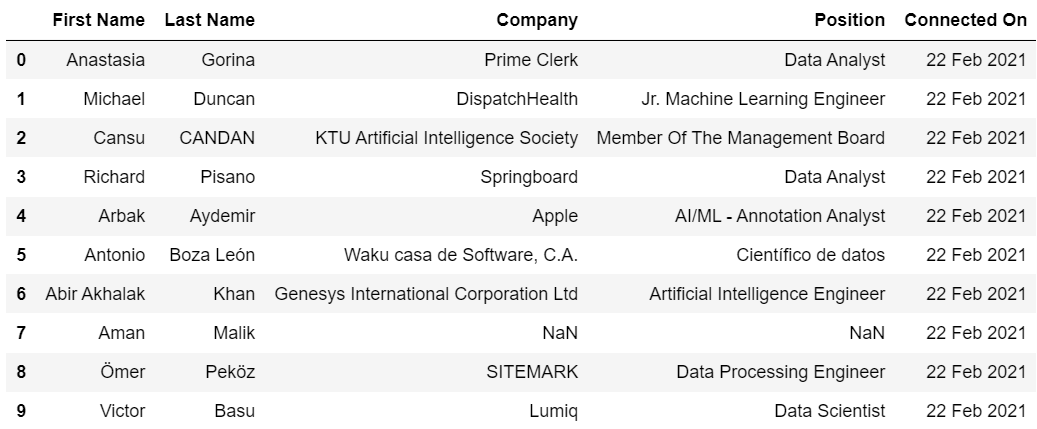 First Name Last Name Company Position Connected On
0 Anastasia Gorina Prime Clerk Data Analyst 22 Feb 2021
1 Michael Duncan DispatchHealth Jr. Machine Learning Engineer 22 Feb 2021
2 Cansu CANDAN KTU Artificial Intelligence Society Member Of The Management Board 22 Feb 2021
3 Richard Pisano Springboard Data Analyst 22 Feb 2021
4 Arbak Aydemir Apple AI/ML - Annotation Analyst 22 Feb 2021
5 Antonio Boza León Waku casa de Software, C.A. Científico de datos 22 Feb 2021
6 Abir Akhalak Khan Genesys International Corporation Ltd Artificial Intelligence Engineer 22 Feb 2021
7 Aman Malik NaN NaN 22 Feb 2021
8 Ömer Peköz SITEMARK Data Processing Engineer 22 Feb 2021
9 Victor Basu Lumiq Data Scientist 22 Feb 2021